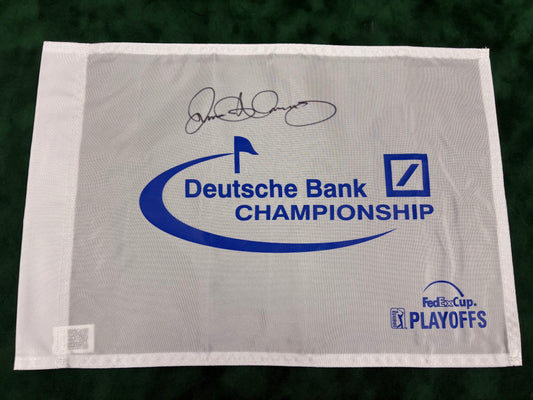 Deutsche Bank
CHAMPIONSHIP
FedExCup.
PLAYOFFS